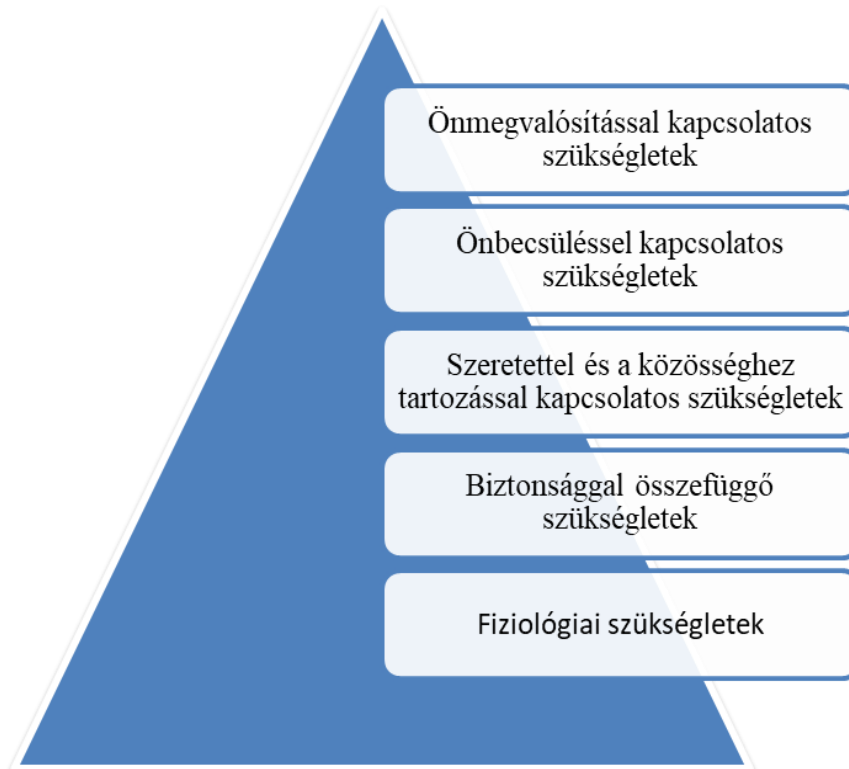 Önmegvalósítással kapcsolatos
szükségletek
Önbecsüléssel kapcsolatos
szükségletek
Szeretettel és a közösséghez
tartozással kapcsolatos szükségletek
Biztonsággal összefüggő
szükségletek
Fiziológiai szükségletek